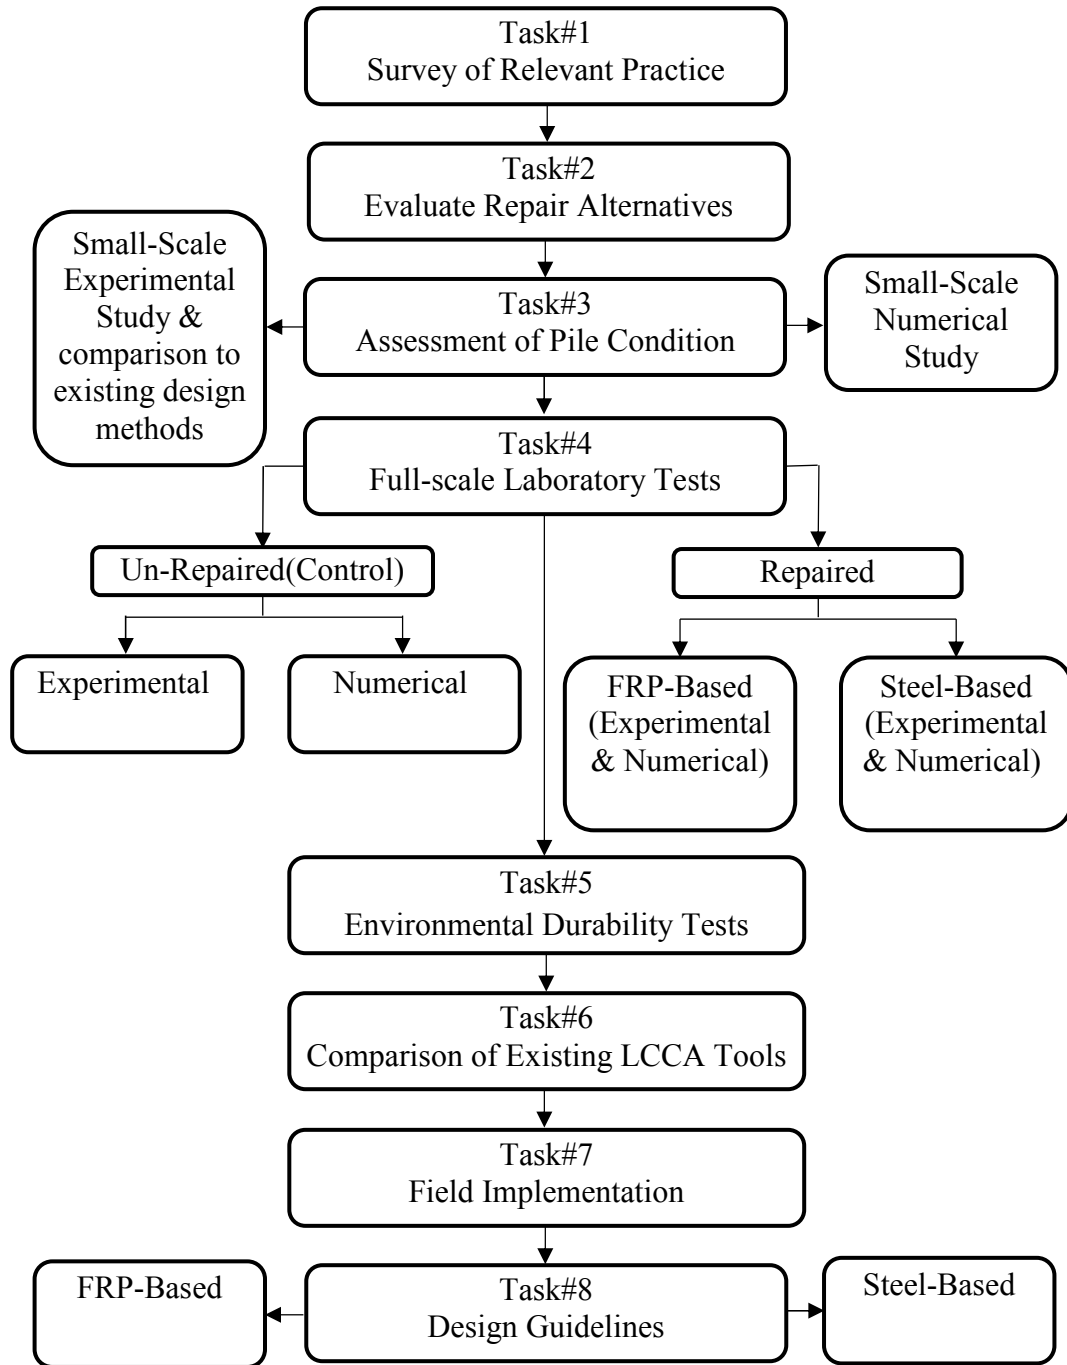 Task#1
Survey of Relevant Practice
Task#2
Evaluate Repair Alternatives
Small-Scale
Experimental
Study &
comparison to
existing design
methods
Task#3
Assessment of Pile Condition
Small-Scale
Numerical
Study
Task#4
Full-scale Laboratory Tests
Un-Repaired(Control)
Repaired
Experimental
Numerical
FRP-Based
(Experimental
& Numerical)
Steel-Based
(Experimental
& Numerical)
Task#5
Environmental Durability Tests
Task#6
Comparison of Existing LCCA Tools
Task#7
Field Implementation
FRP-Based
Task#8
Design Guidelines
Steel-Based